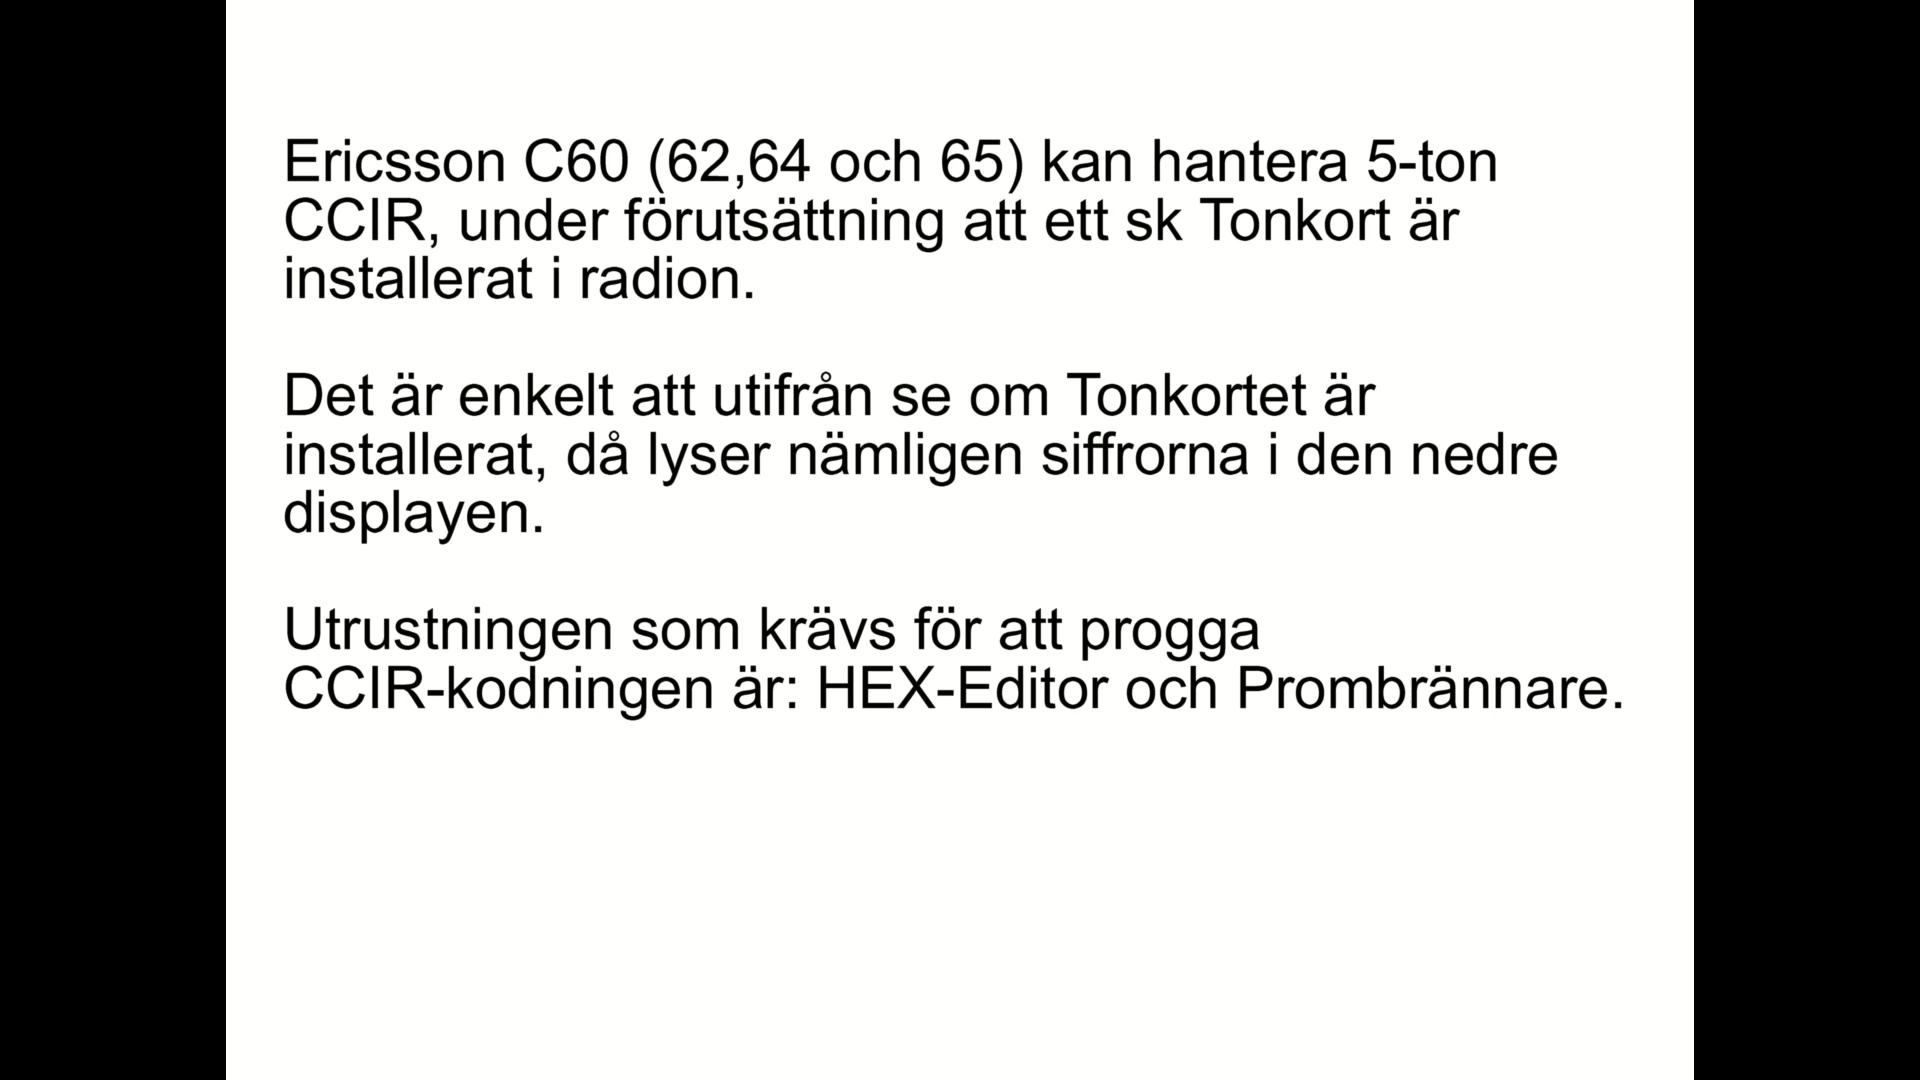 Ericsson C60 (62,64 och 65) kan hantera 5-ton
CCIR, under förutsättning att ett sk Tonkort är
installerat i radion.
Det är enkelt att utifrån se om Tonkortet är
installerat, då lyser nämligen siffrorna i den nedre
displayen.
Utrustningen som krävs för att progga
CCIR-kodningen är: HEX-Editor och Prombrännare.